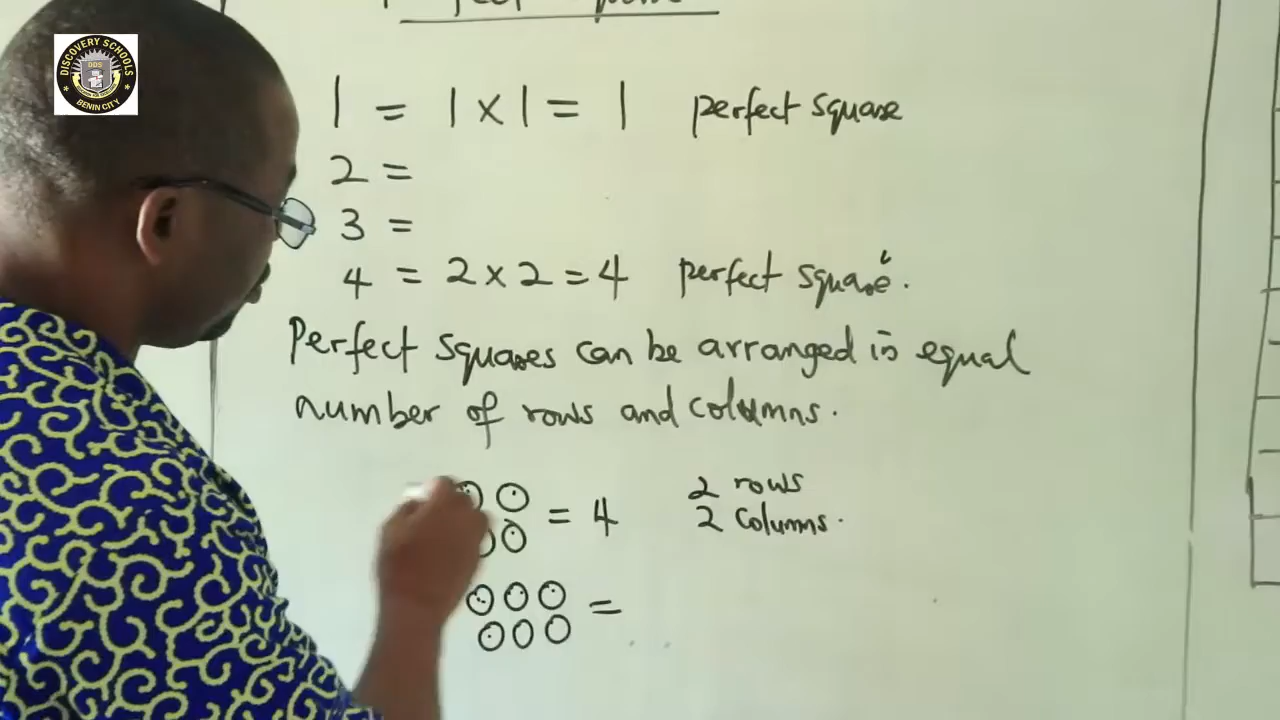 DISCOVERY SCHOOLS
DDS
BENIN CITY
1 = 1 x 1 = 1 perfect square
2 =
3 =
4 = 2 x 2 = 4 perfect square.
Perfect squares can be arranged in equal
number of rows and columns.
= 4
2 rows
2 columns.
=